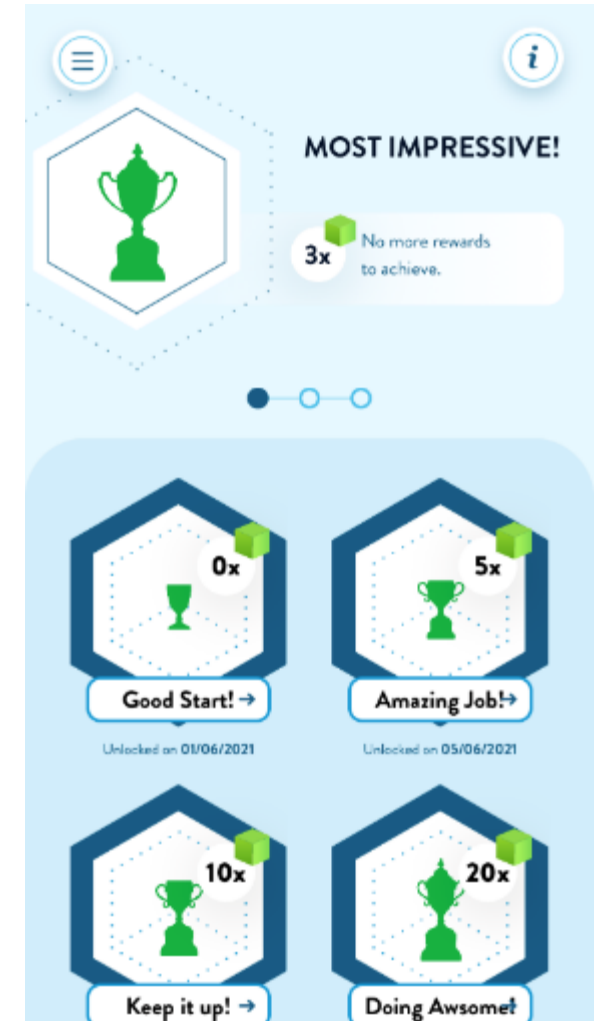 i
MOST IMPRESSIVE!
3x
No more rewards
to achieve.
0x
5x
Good Start! →
Amazing Job!→
Unlocked on 01/06/2021
Unlocked on 05/06/2021
10x
20x
Keep it up! →
Doing Awsome!→